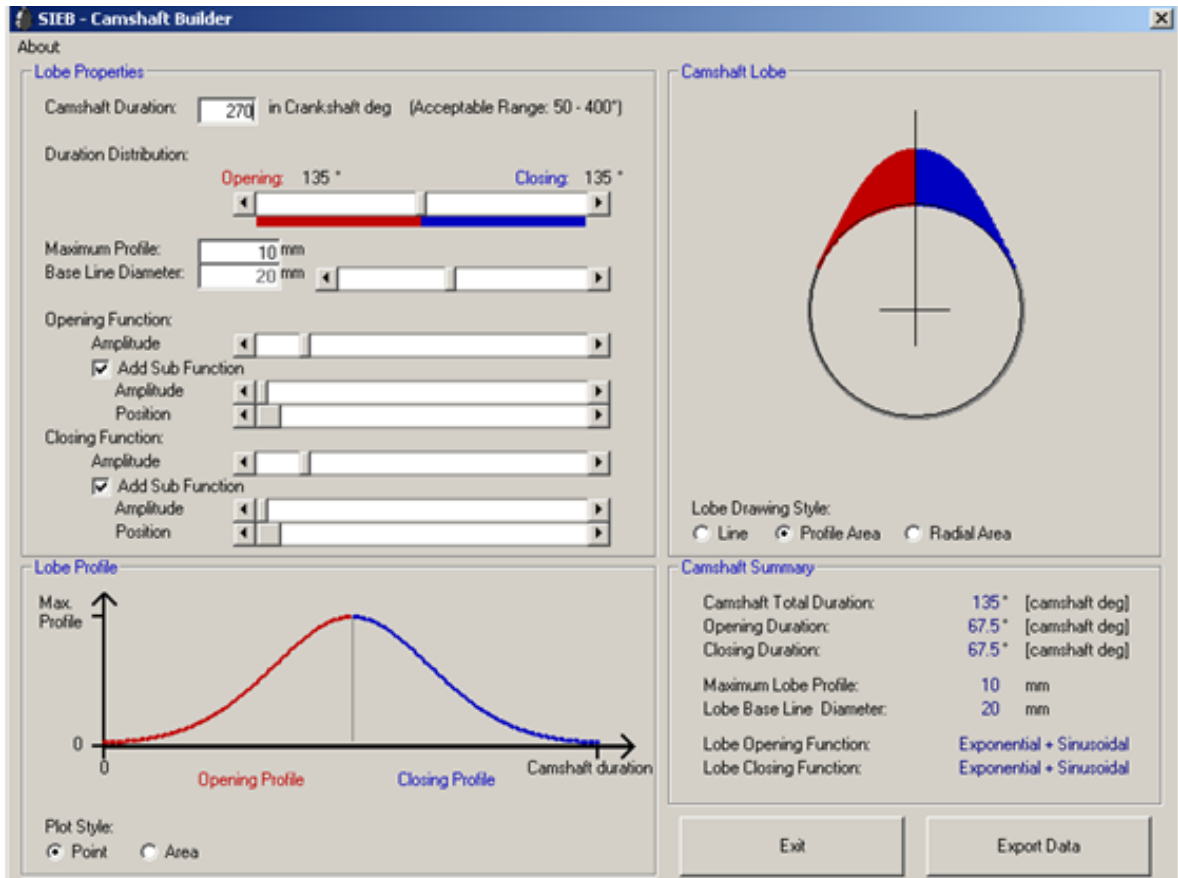 SIEB - Camshaft Builder
About
Lobe Properties
Camshaft Duration: 270 in Crankshaft deg (Acceptable Range: 50 - 400°)
Duration Distribution:
Opening: 135 ° Closing: 135 °
Maximum Profile: 10 mm
Base Line Diameter: 20 mm
Opening Function:
Amplitude
Add Sub Function
Amplitude
Position
Closing Function:
Amplitude
Add Sub Function
Amplitude
Position
Camshaft Lobe
Lobe Drawing Style:
Line Profile Area Radial Area
Lobe Profile
Max.
Profile
0
0
Camshaft duration
Opening Profile Closing Profile
Plot Style:
Point Area
Camshaft Summary
Camshaft Total Duration: 135 ° [camshaft deg]
Opening Duration: 67.5 ° [camshaft deg]
Closing Duration: 67.5 ° [camshaft deg]
Maximum Lobe Profile: 10 mm
Lobe Base Line Diameter: 20 mm
Lobe Opening Function: Exponential + Sinusoidal
Lobe Closing Function: Exponential + Sinusoidal
Exit Export Data